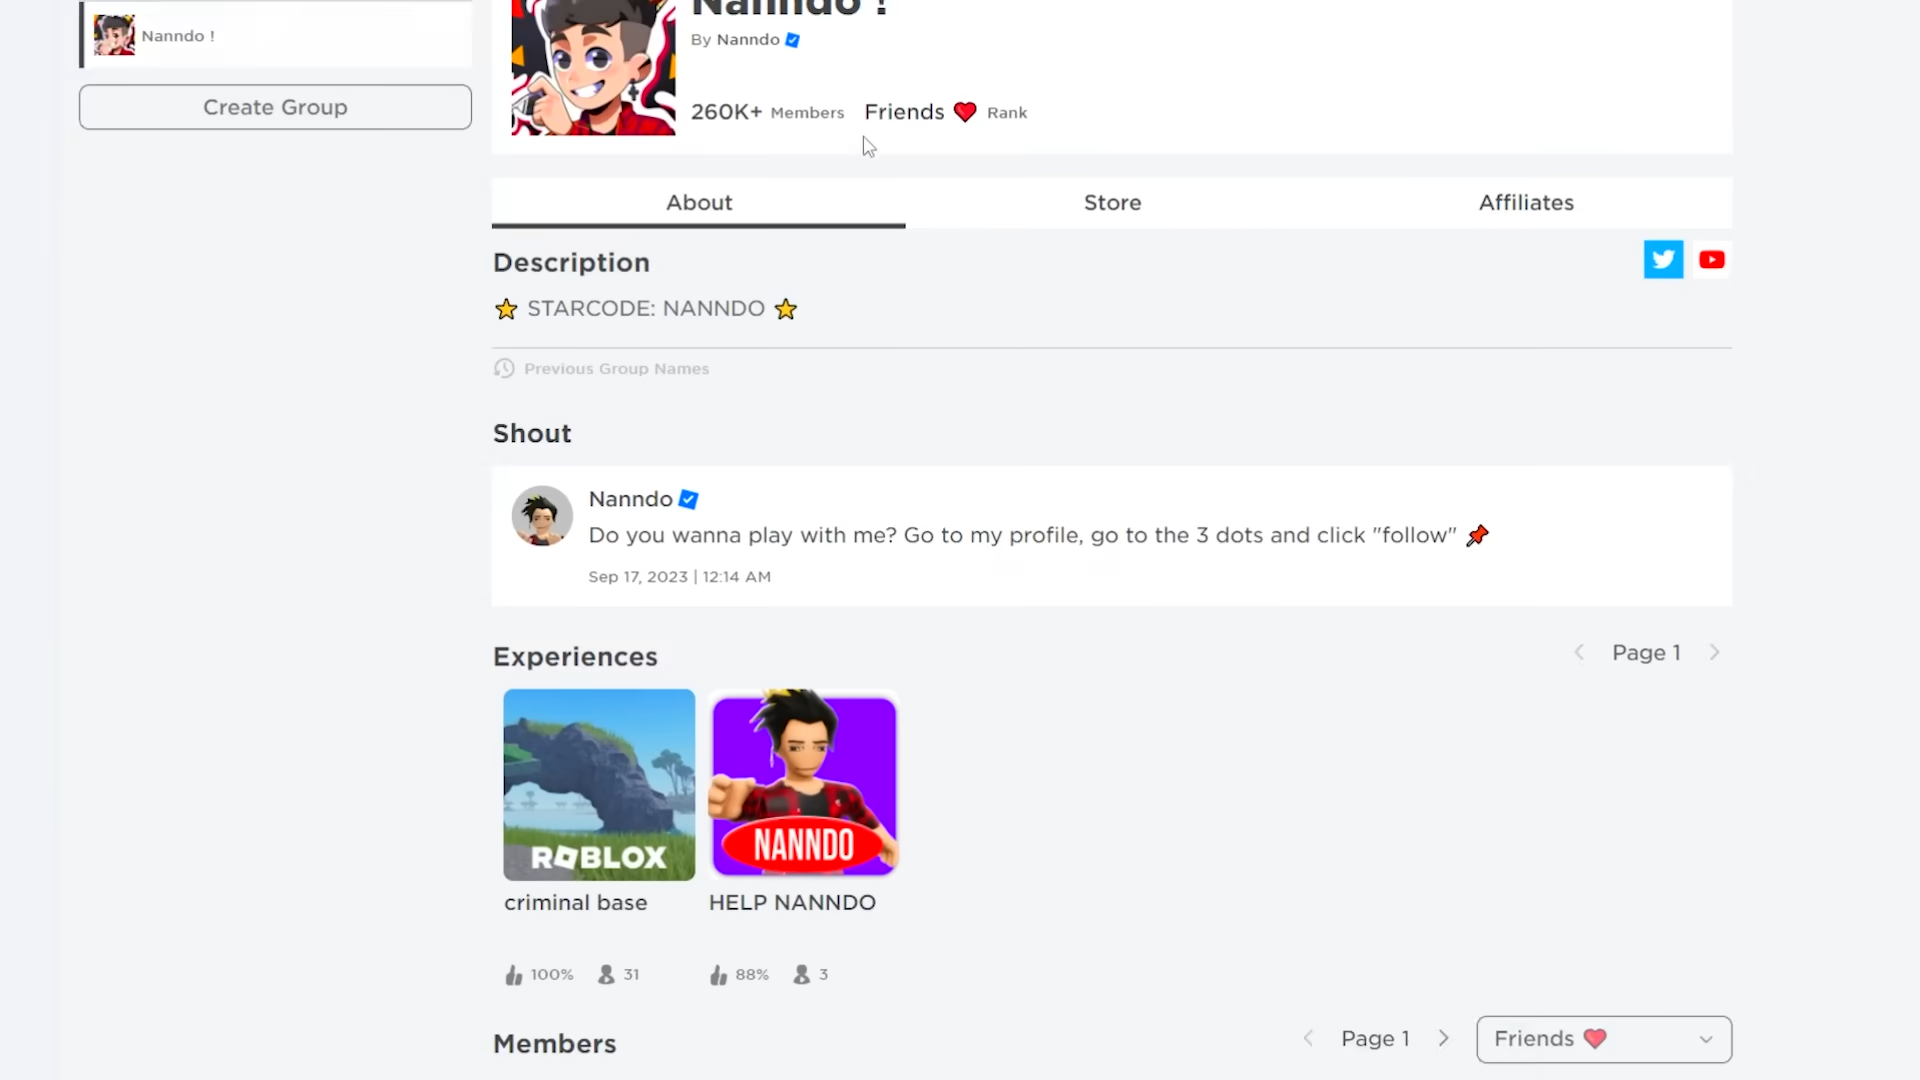 Nanndo !
Nanndo !
By Nanndo
Create Group
260K+ Members Friends ❤️ Rank
About
Store
Affiliates
Description
⭐ STARCODE: NANNDO ⭐
Previous Group Names
Shout
Nanndo
Do you wanna play with me? Go to my profile, go to the 3 dots and click "follow" 📌
Sep 17, 2023 | 12:14 AM
Experiences
Page 1
ROBLOX
NANNDO
criminal base
HELP NANNDO
100% 31
88% 3
Members
Page 1
Friends ❤️